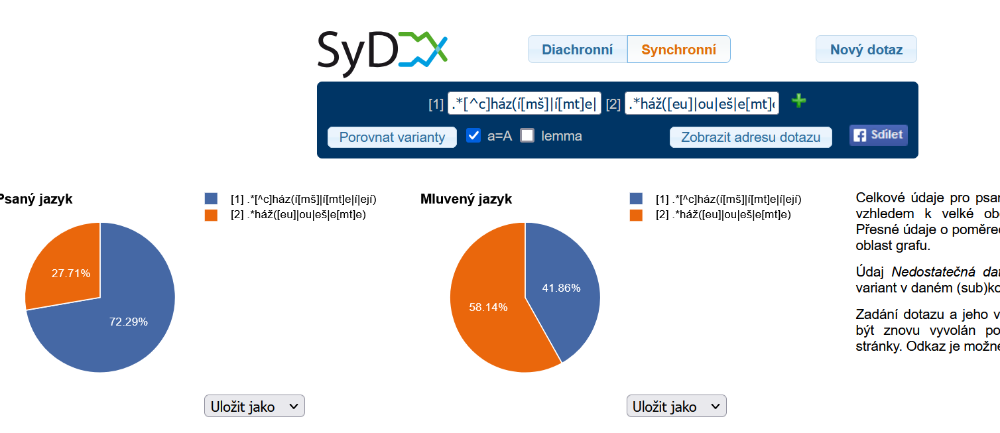 SyD
Diachronní Synchronní Nový dotaz
[1] .*[^c]ház(í[mš]|í[mt]e| [2] .*háž([eu]|ou|eš|e[mt]e
Porovnat varianty a=A lemma Zobrazit adresu dotazu Sdílet
Psaný jazyk
[1] .*[^c]ház(í[mš]|í[mt]e|í|ejí)
[2] .*háž([eu]|ou|eš|e[mt]e)
27.71%
72.29%
Uložit jako
Mluvený jazyk
[1] .*[^c]ház(í[mš]|í[mt]e|í|ejí)
[2] .*háž([eu]|ou|eš|e[mt]e)
41.86%
58.14%
Uložit jako
Celkové údaje pro psan
vzhledem k velké obe
Přesné údaje o poměrec
oblast grafu.
Údaj Nedostatečná dat
variant v daném (sub)ko
Zadání dotazu a jeho v
být znovu vyvolán po
stránky. Odkaz je možné